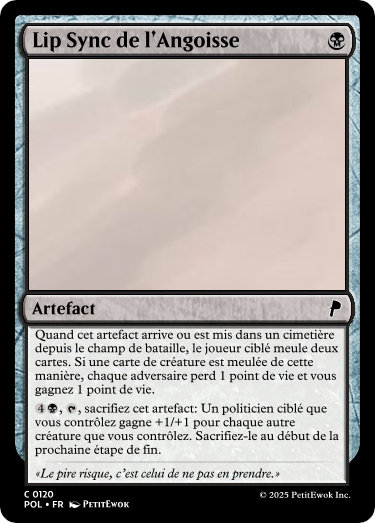 Lip Sync de l'Angoisse
Artefact
Quand cet artefact arrive ou est mis dans un cimetière
depuis le champ de bataille, le joueur ciblé meule deux
cartes. Si une carte de créature est meulée de cette
manière, chaque adversaire perd 1 point de vie et vous
gagnez 1 point de vie.
4, , sacrifiez cet artefact: Un politicien ciblé que
vous contrôlez gagne +1/+1 pour chaque autre
créature que vous contrôlez. Sacrifiez-le au début de la
prochaine étape de fin.
«Le pire risque, c'est celui de ne pas en prendre.»
C 0120
POL • FR PetitEwok
© 2025 PetitEwok Inc.